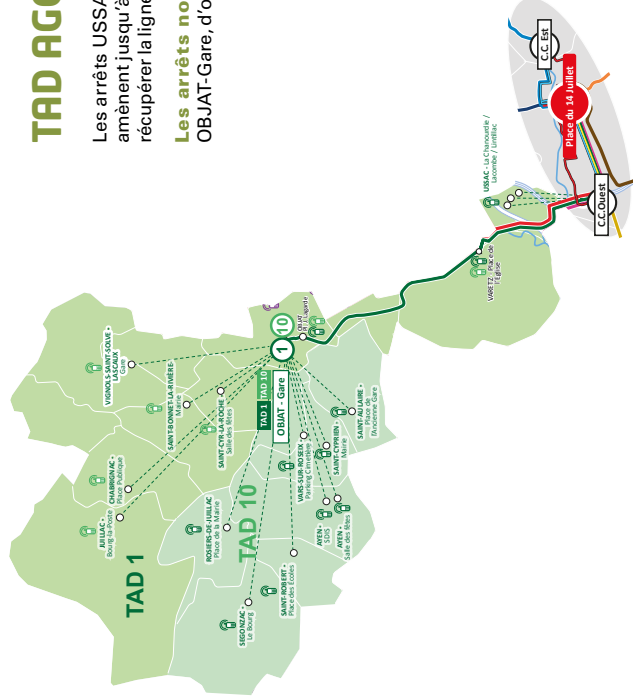 TAD AGG
Les arrêts USSA
amènent jusqu'à
récupérer la ligne
Les arrêts no
OBJAT-Gare, d'o
C.C. Est
Place du 14 Juillet
C.C.Ouest
USSAC - La Chanourdie /
Lacombe / Lintillac
VARETZ - Place de
l'Église
OBJAT
Pl J. Lagarde
1
10
TAD 1
TAD 10
OBJAT - Gare
VIGNOLS-SAINT-SOLVE -
LASCAUX
Gare
SAINT-BONNET-LA-RIVIÈRE-
Mairie
SAINT-CYR-LA-ROCHE -
Salle des fêtes
CHABRIGNAC -
Place Publique
JUILLAC -
Bourg-la-Poste
ROSIERS-DE-JUILLAC
Place de la Mairie
TAD 1
TAD 10
VARS-SUR-ROSEIX -
Parking Cimetière
SAINT-CYPRIEN -
Mairie
SAINT-AULAIRE -
Place de
l'Ancienne Gare
AYEN -
SDIS
AYEN -
Salle des fêtes
SAINT-ROBERT -
Place des Écoles
SEGONZAC -
Le Bourg